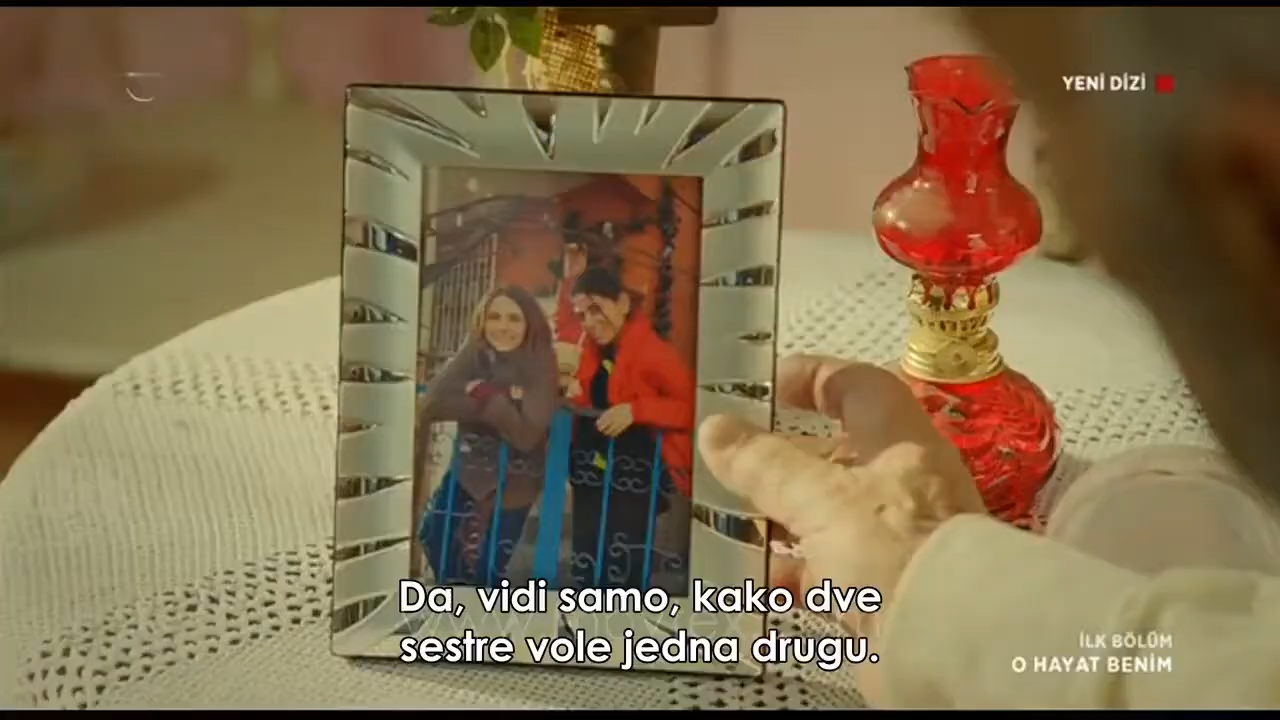 YENİ DİZİ
Da, vidi samo, kako dve
sestre vole jedna drugu.
İLK BÖLÜM
O HAYAT BENİM